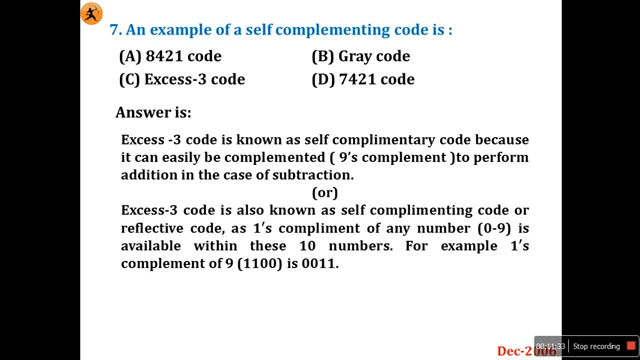 7. An example of a self complementing code is :
(A) 8421 code (B) Gray code
(C) Excess-3 code (D) 7421 code
Answer is:
Excess -3 code is known as self complimentary code because
it can easily be complemented ( 9's complement )to perform
addition in the case of subtraction.
(or)
Excess-3 code is also known as self complimenting code or
reflective code, as 1′s compliment of any number (0-9) is
available within these 10 numbers. For example 1′s
complement of 9 (1100) is 0011.
Dec-2006
00:11:33 Stop recording